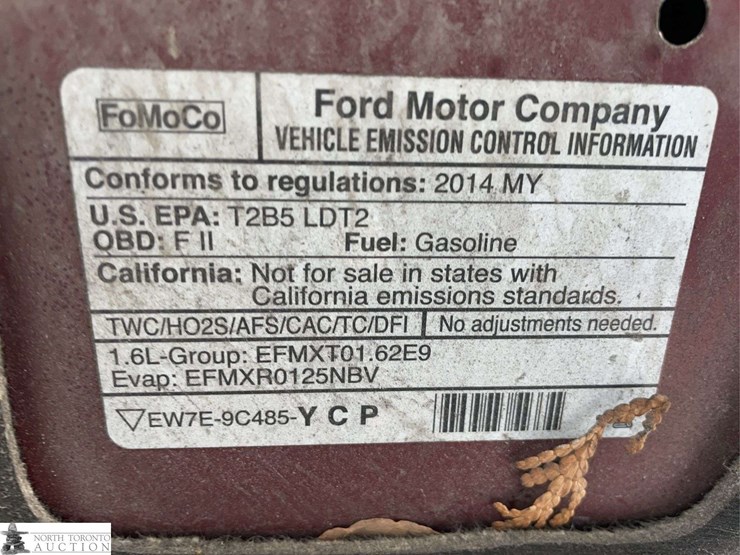 FoMoCo
Ford Motor Company
VEHICLE EMISSION CONTROL INFORMATION
Conforms to regulations: 2014 MY
U.S. EPA: T2B5 LDT2
OBD: F II Fuel: Gasoline
California: Not for sale in states with
California emissions standards.
TWC/HO2S/AFS/CAC/TC/DFI No adjustments needed.
1.6L-Group: EFMXT01.62E9
Evap: EFMXR0125NBV
▽EW7E-9C485-Y C P
NORTH TORONTO
AUCTION